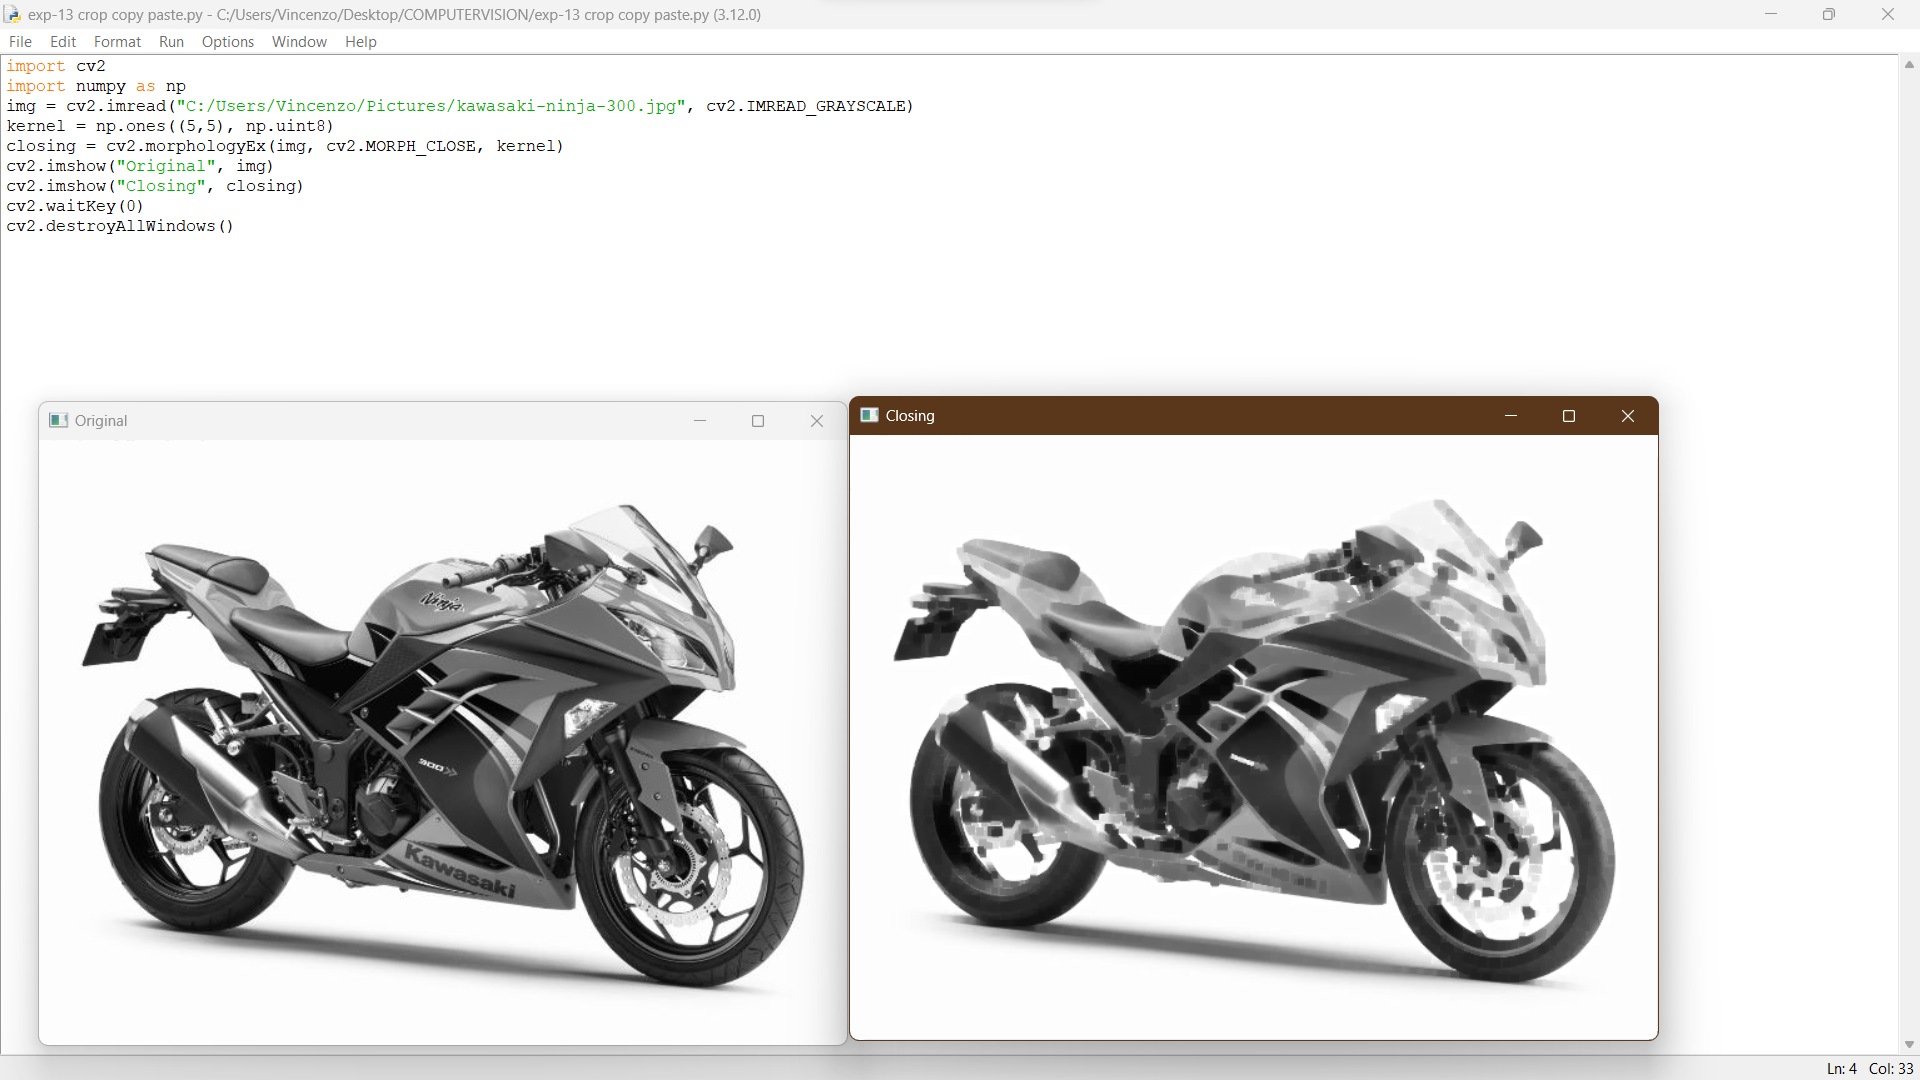 exp-13 crop copy paste.py - C:/Users/Vincenzo/Desktop/COMPUTERVISION/exp-13 crop copy paste.py (3.12.0)
File Edit Format Run Options Window Help
import cv2
import numpy as np
img = cv2.imread("C:/Users/Vincenzo/Pictures/kawasaki-ninja-300.jpg", cv2.IMREAD_GRAYSCALE)
kernel = np.ones((5,5), np.uint8)
closing = cv2.morphologyEx(img, cv2.MORPH_CLOSE, kernel)
cv2.imshow("Original", img)
cv2.imshow("Closing", closing)
cv2.waitKey(0)
cv2.destroyAllWindows()
Original
Ninja
300
Kawasaki
Closing
Ln: 4 Col: 33